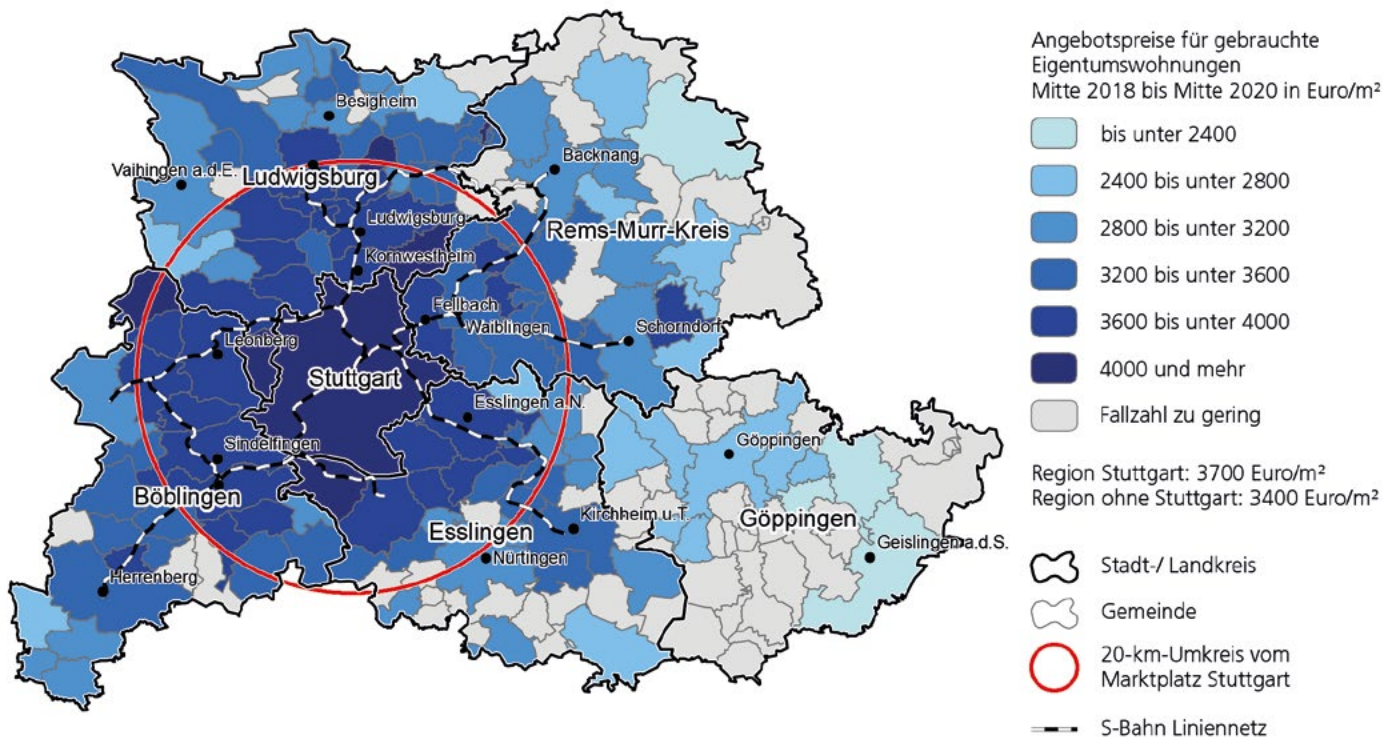 Besigheim
Backnang
Vaihingen a.d.E.
Ludwigsburg
Ludwigsburg
Rems-Murr-Kreis
Kornwestheim
Fellbach
Waiblingen
Schorndorf
Leonberg
Stuttgart
Esslingen a.N.
Göppingen
Sindelfingen
Böblingen
Esslingen
Kirchheim u.T.
Göppingen
Geislingen a.d.S.
Nürtingen
Herrenberg
Angebotspreise für gebrauchte
Eigentumswohnungen
Mitte 2018 bis Mitte 2020 in Euro/m²
bis unter 2400
2400 bis unter 2800
2800 bis unter 3200
3200 bis unter 3600
3600 bis unter 4000
4000 und mehr
Fallzahl zu gering
Region Stuttgart: 3700 Euro/m²
Region ohne Stuttgart: 3400 Euro/m²
Stadt-/ Landkreis
Gemeinde
20-km-Umkreis vom
Marktplatz Stuttgart
S-Bahn Liniennetz